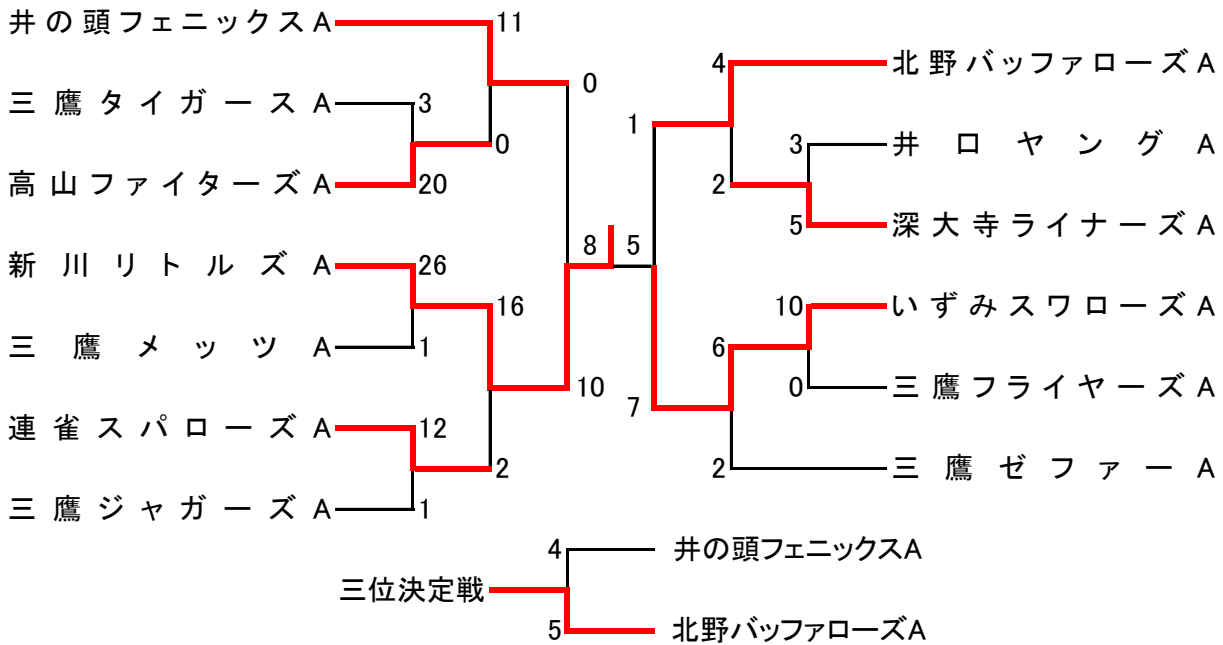 井の頭フェニックスA 11
0
三鷹タイガースA 3
0
高山ファイターズA 20
新川リトルズA 26
16
三鷹メッツA 1
10
連雀スパローズA 12
2
三鷹ジャガーズA 1
8 5
4 北野バッファローズA
1
3 井口ヤングA
2
5 深大寺ライナーズA
10 いずみスワローズA
6
0 三鷹フライヤーズA
7
2 三鷹ゼファーA
4 井の頭フェニックスA
三位決定戦
5 北野バッファローズA